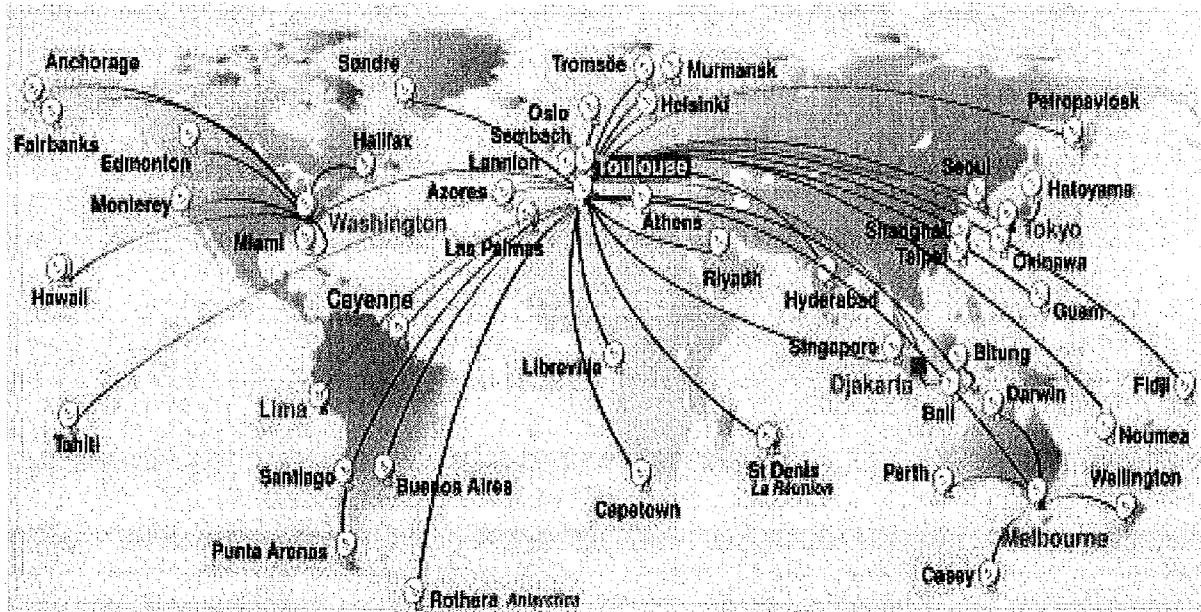 Anchorage
Søndre
Tromsöe
Murmansk
Helsinki
Oslo
Petropavlosk
Fairbanks
Edmonton
Halifax
Sembach
Lannion
Toulouse
Seoul
Hatoyama
Monterey
Azores
Washington
Athens
Shanghai
Tokyo
Miami
Las Palmas
Taipei
Okinawa
Hawaii
Riyadh
Hyderabad
Cayenne
Guam
Libreville
Singapore
Bitung
Djakarta
Darwin
Fidji
Lima
Bali
Tahiti
Noumea
Santiago
Buenos Aires
St Denis
La Réunion
Perth
Wellington
Capetown
Punta Arenas
Melbourne
Casey
Rothera Antarctica